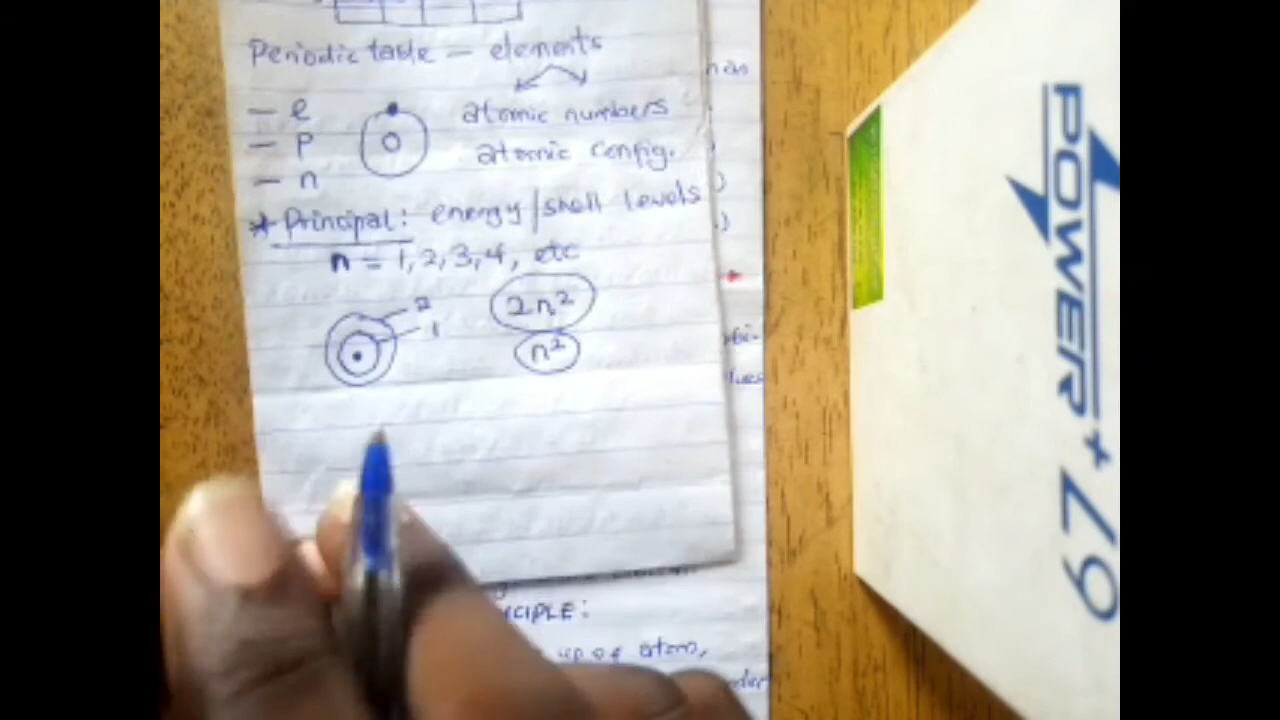 Periodic table – elements
– e
– p
– n
atomic numbers
atomic config.
* Principal: energy/shell levels
n = 1,2,3,4, etc
2
1
2n²
n²
CIPLE:
up of atom,
POWER+ L9